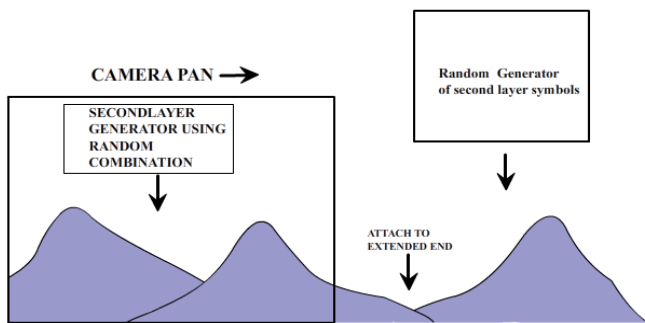 CAMERA PAN
SECONDLAYER
GENERATOR USING
RANDOM
COMBINATION
Random Generator
of second layer symbols
ATTACH TO
EXTENDED END